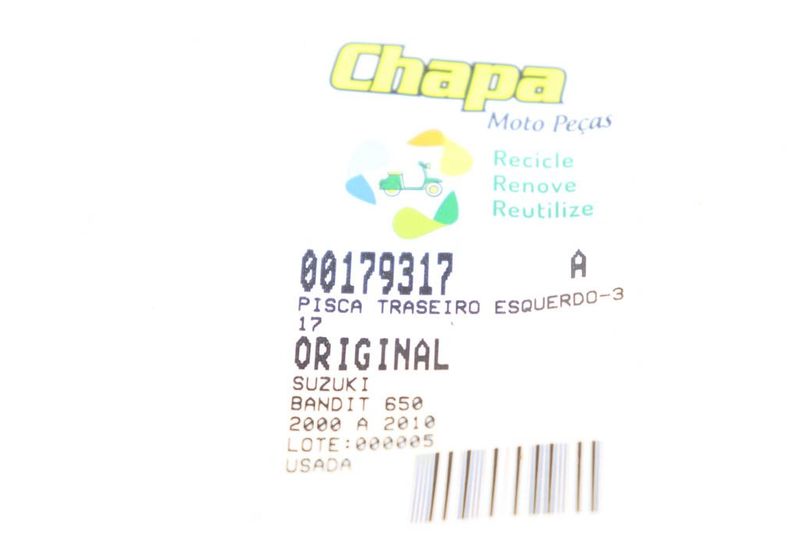 Chapa
Moto Peças
Recicle
Renove
Reutilize
00179317 A
PISCA TRASEIRO ESQUERDO-3
17
ORIGINAL
SUZUKI
BANDIT 650
2000 A 2010
LOTE:000005
USADA